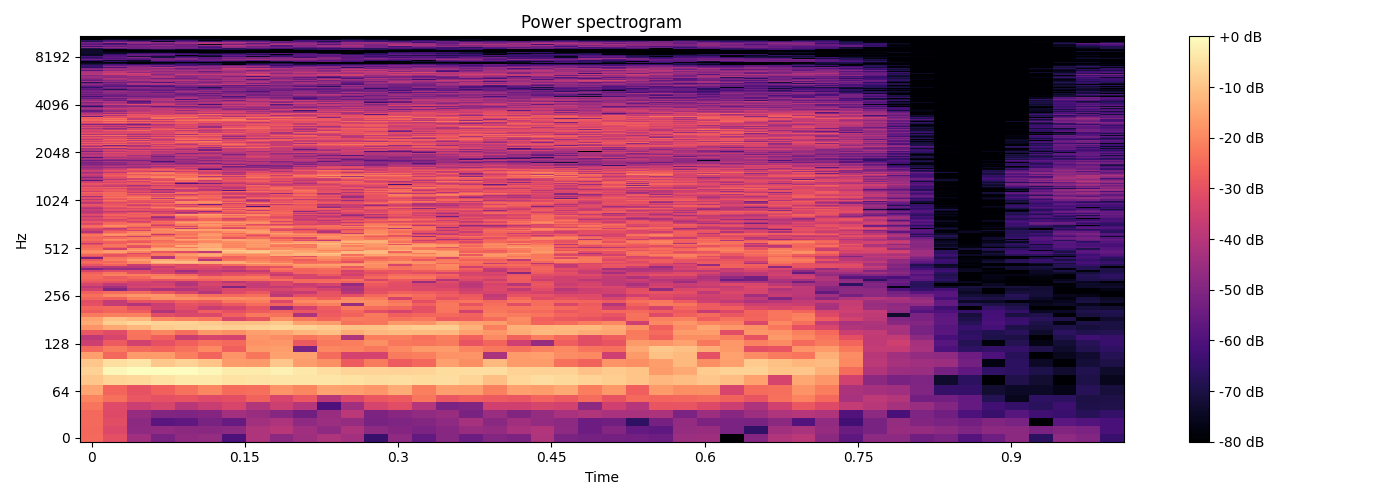 Power spectrogram
Hz
8192
4096
2048
1024
512
256
128
64
0
0 0.15 0.3 0.45 0.6 0.75 0.9
Time
+0 dB
-10 dB
-20 dB
-30 dB
-40 dB
-50 dB
-60 dB
-70 dB
-80 dB